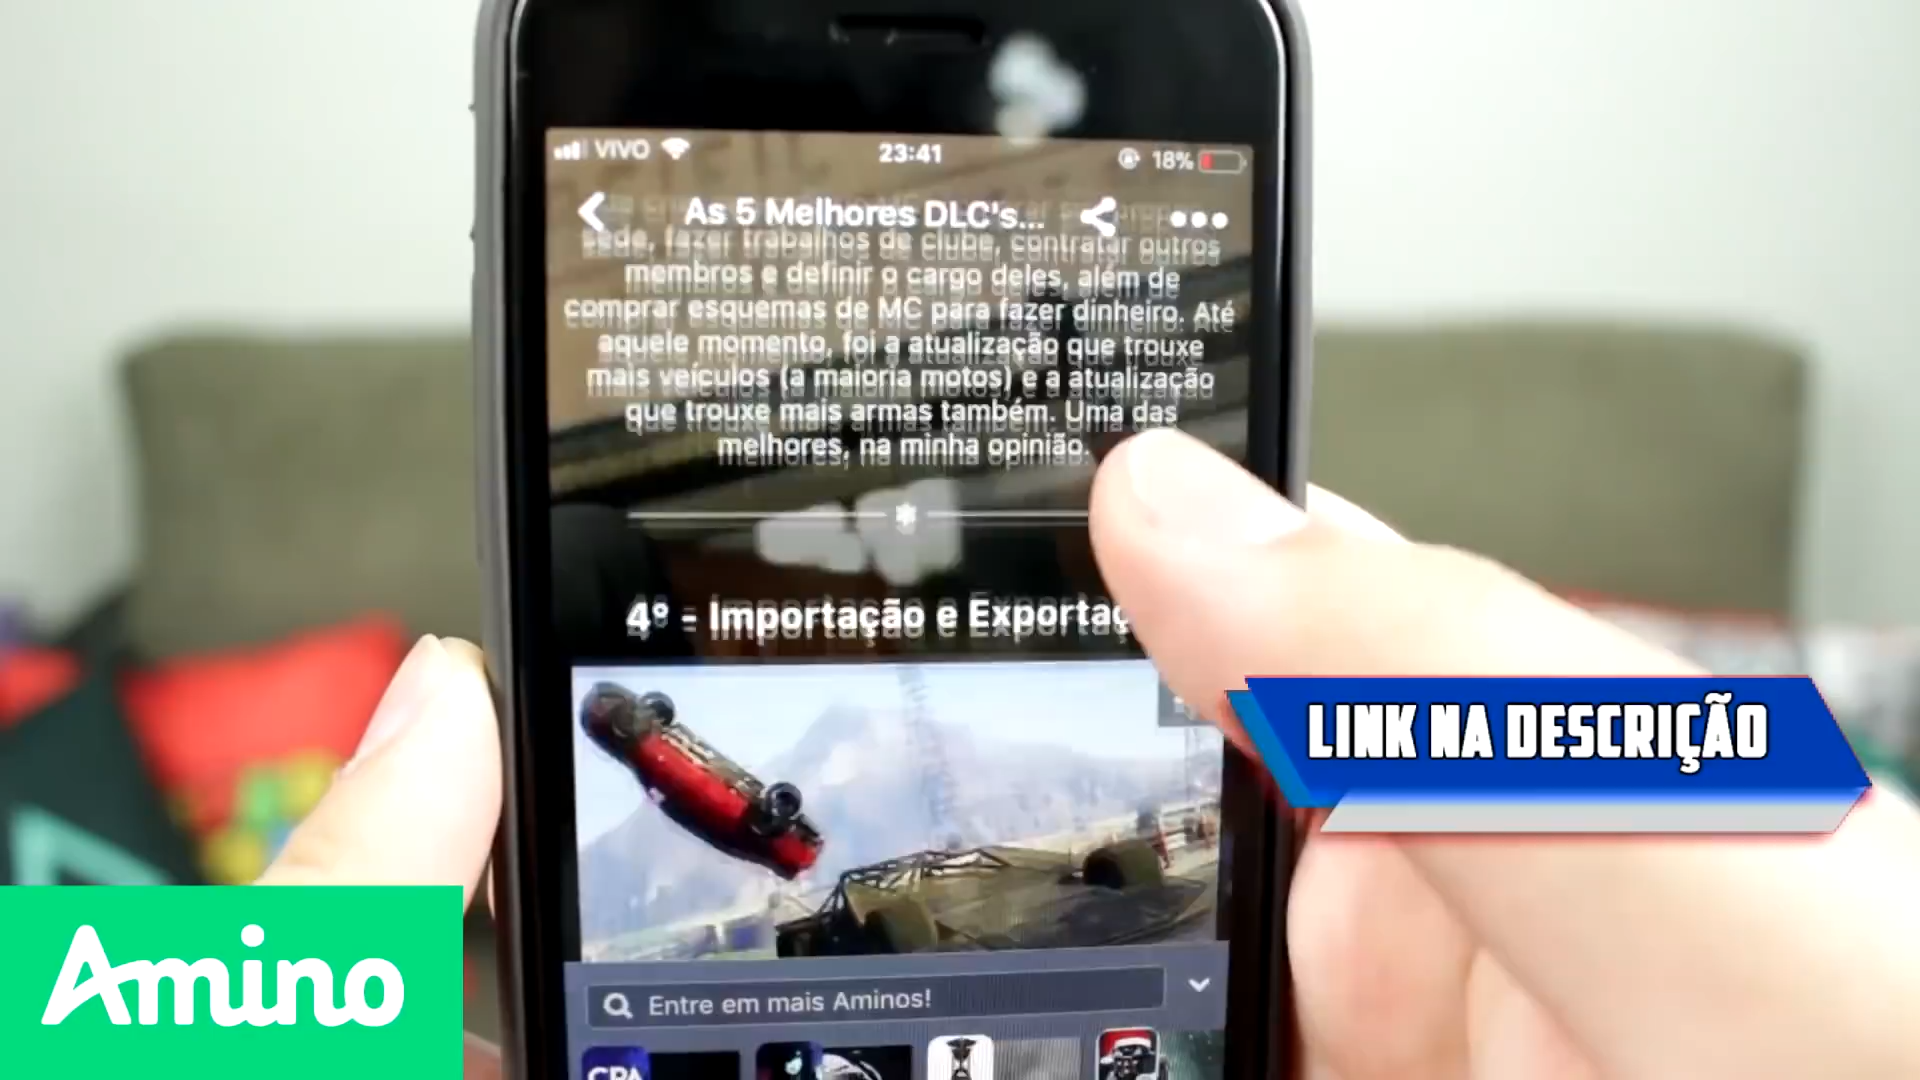 VIVO
23:41
18%
As 5 Melhores DLC's...
sede, fazer trabalhos de clube, contratar outros
membros e definir o cargo deles, além de
comprar esquemas de MC para fazer dinheiro. Até
aquele momento, foi a atualização que trouxe
mais veículos (a maioria motos) e a atualização
que trouxe mais armas também. Uma das
melhores, na minha opinião.
4º - Importação e Exportaç
LINK NA DESCRIÇÃO
Amino
Entre em mais Aminos!
CPA